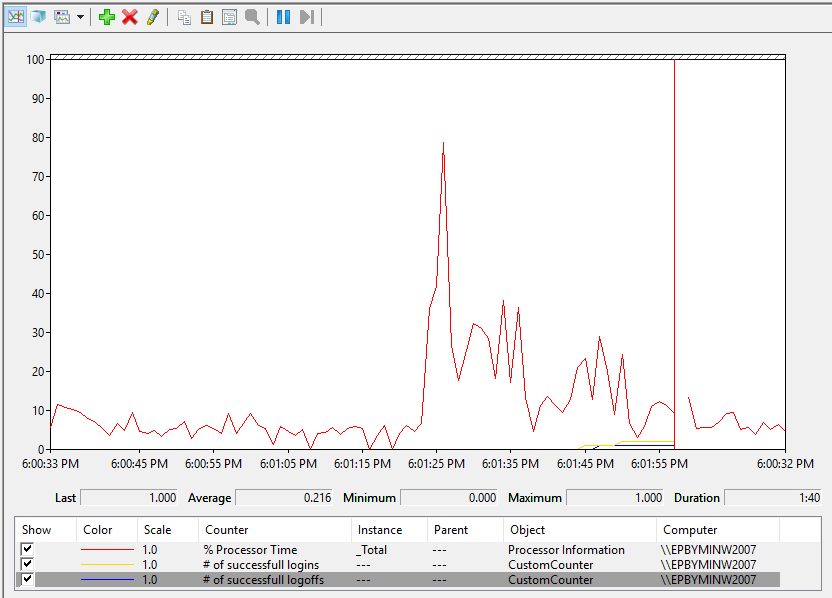 100
90
80
70
60
50
40
30
20
10
0
6:00:33 PM 6:00:45 PM 6:00:55 PM 6:01:05 PM 6:01:15 PM 6:01:25 PM 6:01:35 PM 6:01:45 PM 6:01:55 PM 6:00:32 PM
Last 1.000 Average 0.216 Minimum 0.000 Maximum 1.000 Duration 1:40
Show Color Scale Counter Instance Parent Object Computer
1.0 % Processor Time _Total --- Processor Information \\EPBYMINW2007
1.0 # of successfull logins --- --- CustomCounter \\EPBYMINW2007
1.0 # of successfull logoffs --- --- CustomCounter \\EPBYMINW2007